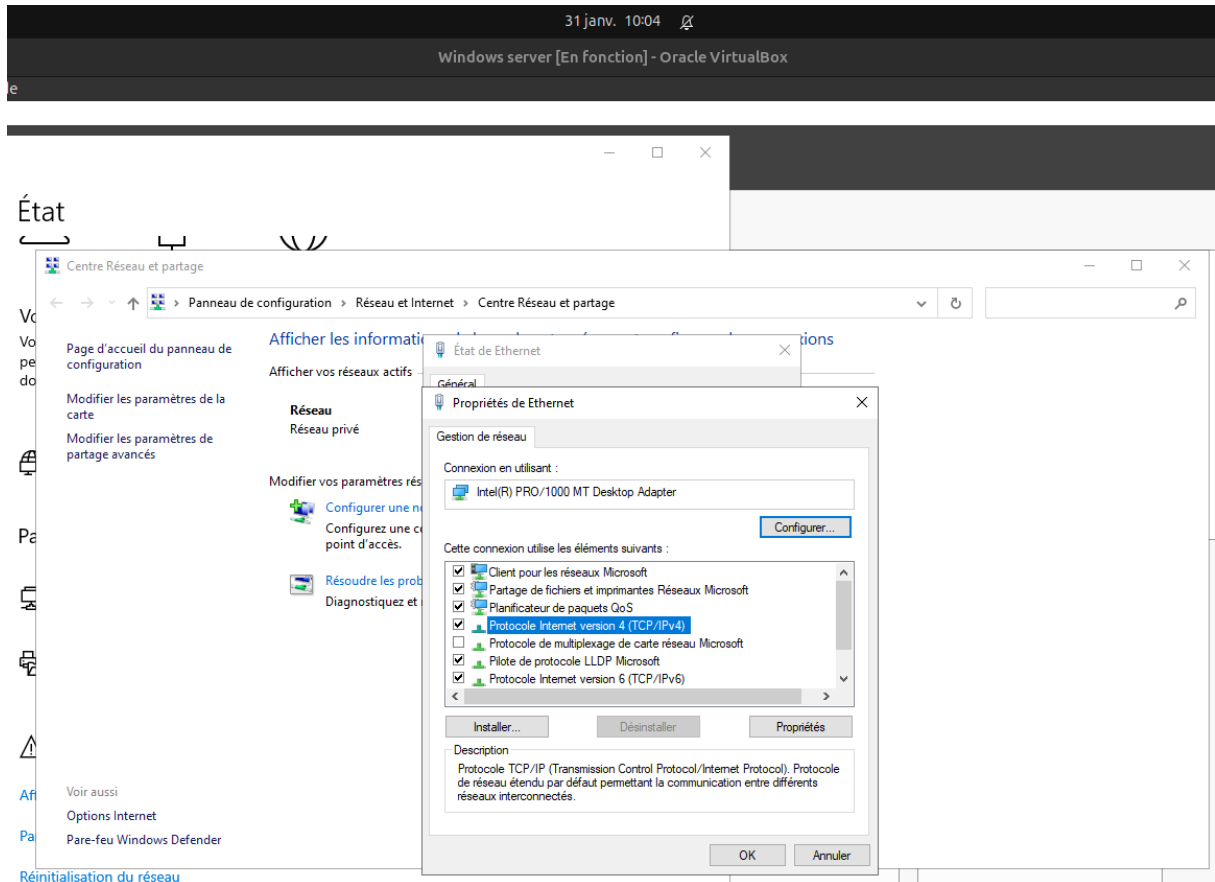 31 janv. 10:04
Windows server [En fonction] - Oracle VirtualBox
État
Centre Réseau et partage
Panneau de configuration > Réseau et Internet > Centre Réseau et partage
Page d'accueil du panneau de
configuration
Modifier les paramètres de la
carte
Modifier les paramètres de
partage avancés
Afficher les
Afficher vos réseaux actifs
Réseau
Réseau privé
Modifier vos paramètres
Configurer une
Configurez une
point d'accès.
Résoudre les
Diagnostiquez et
État de Ethernet
Général
Propriétés de Ethernet
Gestion de réseau
Connexion en utilisant :
Intel(R) PRO/1000 MT Desktop Adapter
Configurer...
Cette connexion utilise les éléments suivants :
Client pour les réseaux Microsoft
Partage de fichiers et imprimantes Réseaux Microsoft
Planificateur de paquets QoS
Protocole Internet version 4 (TCP/IPv4)
Protocole de multiplexage de carte réseau Microsoft
Pilote de protocole LLDP Microsoft
Protocole Internet version 6 (TCP/IPv6)
Installer...
Désinstaller
Propriétés
Description
Protocole TCP/IP (Transmission Control Protocol/Internet Protocol). Protocole
de réseau étendu par défaut permettant la communication entre différents
réseaux interconnectés.
OK
Annuler
Voir aussi
Options Internet
Pare-feu Windows Defender
Réinitialisation du réseau